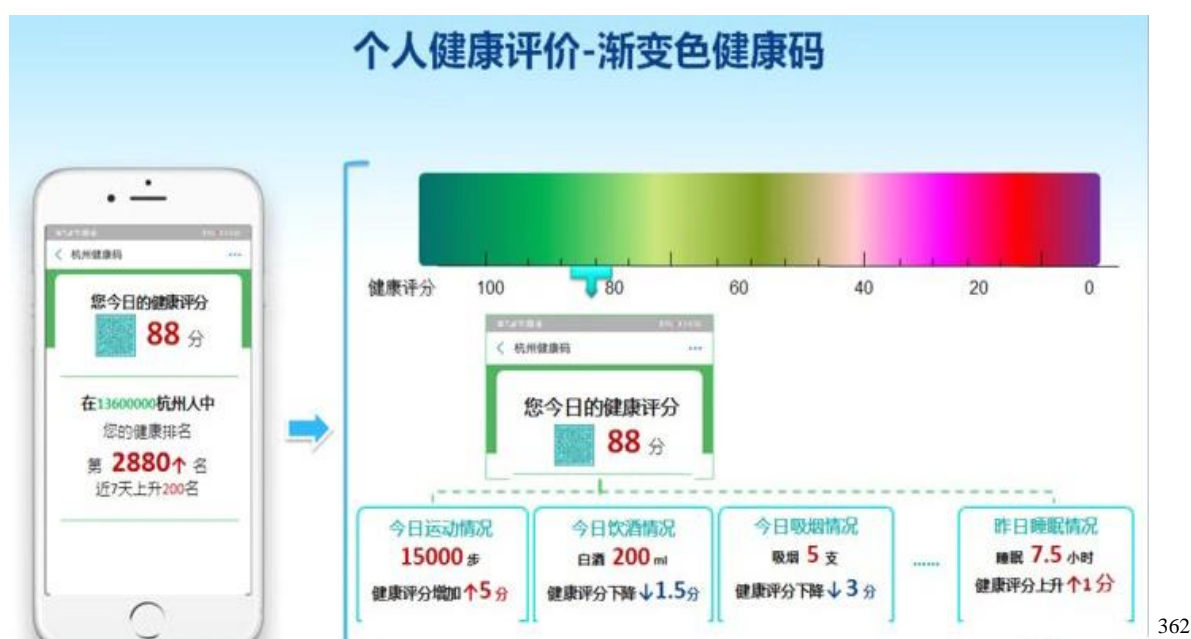 个人健康评价-渐变色健康码
杭州健康码
您今日的健康评分
88 分
在13600000杭州人中
您的健康排名
第 2880↑ 名
近7天上升200名
健康评分 100 80 60 40 20 0
杭州健康码
您今日的健康评分
88 分
今日运动情况
15000 步
健康评分增加↑5分
今日饮酒情况
白酒 200 ml
健康评分下降↓1.5分
今日吸烟情况
吸烟 5 支
健康评分下降↓3分
......
昨日睡眠情况
睡眠 7.5 小时
健康评分上升↑1分
362